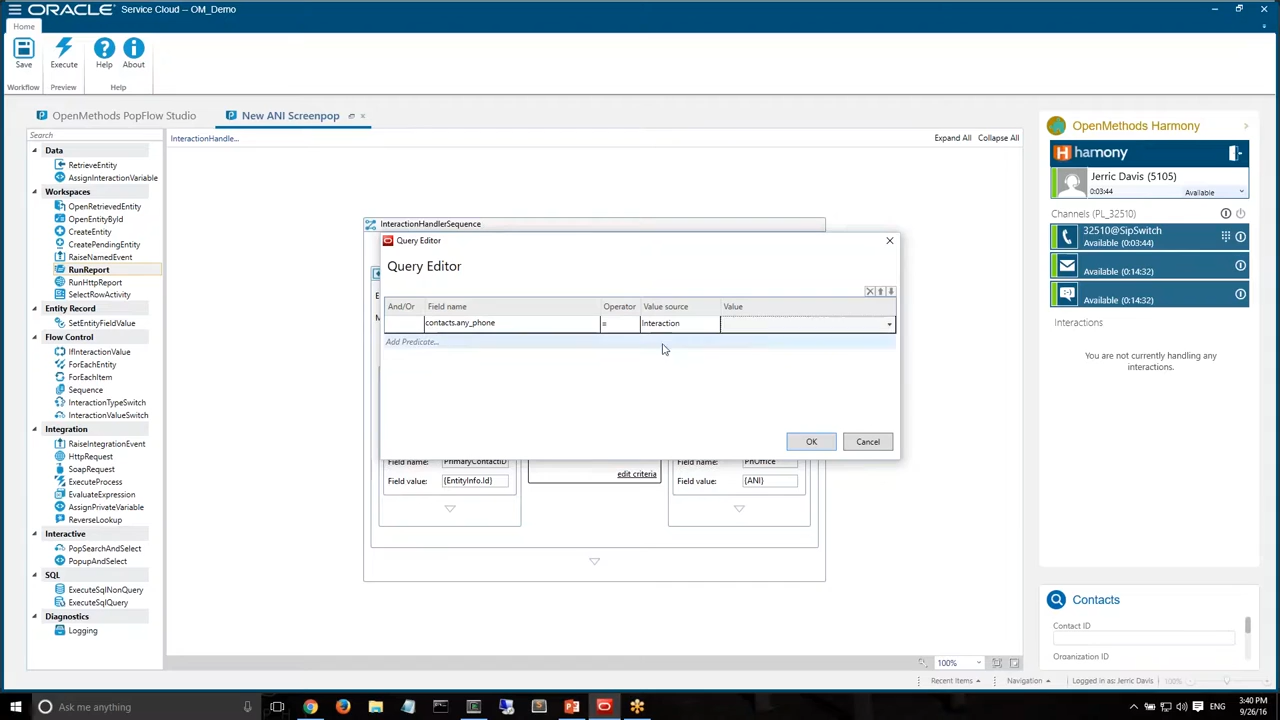 ORACLE Service Cloud -- OM_Demo
Home
Save
Execute
Help
About
Workflow
Preview
Help
OpenMethods PopFlow Studio
New ANI Screenpop
Search
Data
RetrieveEntity
AssignInteractionVariable
Workspaces
OpenRetrievedEntity
OpenEntityById
CreateEntity
CreatePendingEntity
RaiseNamedEvent
RunReport
RunHttpReport
SelectRowActivity
Entity Record
SetEntityFieldValue
Flow Control
IfInteractionValue
ForEachEntity
ForEachItem
Sequence
InteractionTypeSwitch
InteractionValueSwitch
Integration
RaiseIntegrationEvent
HttpRequest
SoapRequest
ExecuteProcess
EvaluateExpression
AssignPrivateVariable
ReverseLookup
Interactive
PopSearchAndSelect
PopupAndSelect
SQL
ExecuteSqlNonQuery
ExecuteSqlQuery
Diagnostics
Logging
InteractionHandle...
Expand All
Collapse All
InteractionHandlerSequence
Query Editor
Query Editor
And/Or
Field name
Operator
Value source
Value
contacts.any_phone
=
Interaction
Add Predicate...
OK
Cancel
Field name: PrimaryContactID
Field value: {EntityInfo.Id}
edit criteria
Field name: PhOffice
Field value: {ANI}
100%
OpenMethods Harmony
harmony
Jerric Davis (5105)
0:03:44
Available
Channels (PL_32510)
32510@SipSwitch
Available (0:03:44)
Available (0:14:32)
Available (0:14:32)
Interactions
You are not currently handling any
interactions.
Contacts
Contact ID
Organization ID
Recent Items
Navigation
Logged in as: Jerric Davis
100%
Ask me anything
ENG
3:40 PM
9/26/16